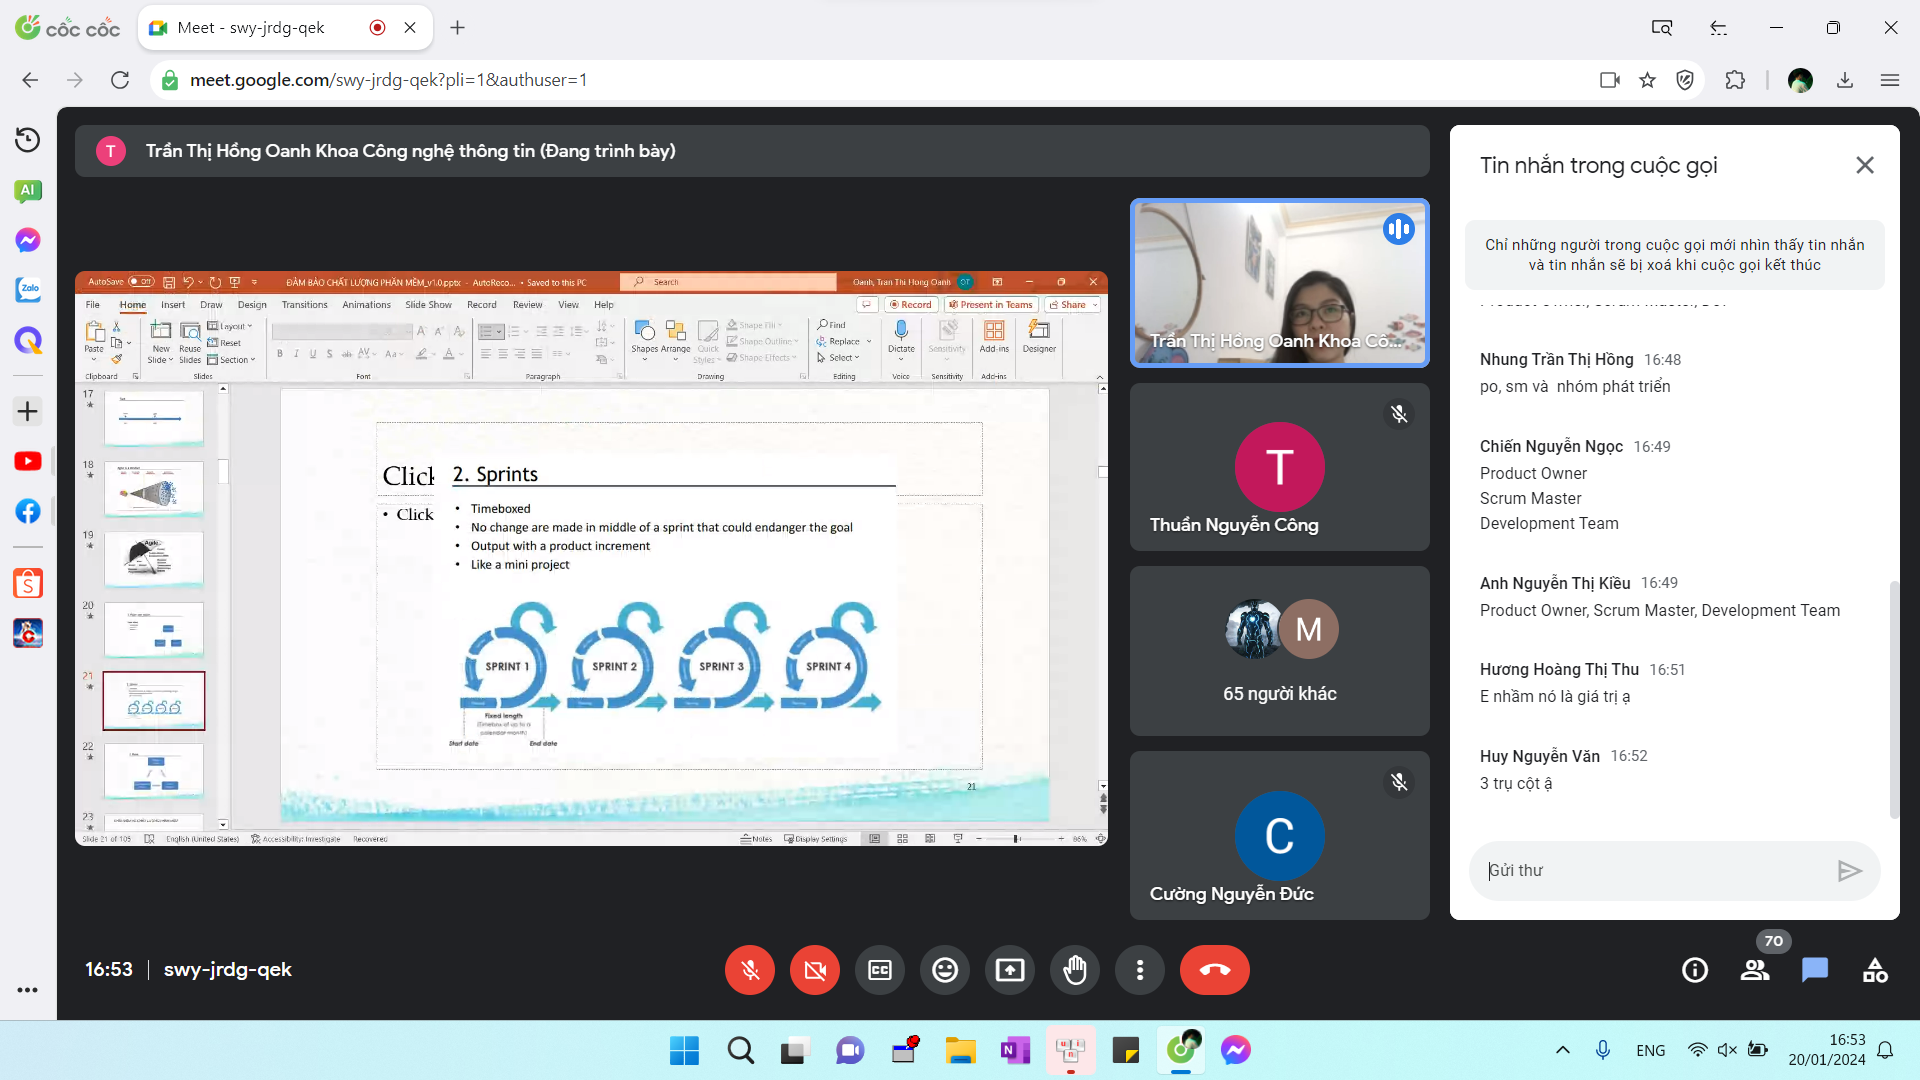 cốc cốc
Meet - swy-jrdg-qek
meet.google.com/swy-jrdg-qek?pli=1&authuser=1
AI
Zalo
T
Trần Thị Hồng Oanh Khoa Công nghệ thông tin (Đang trình bày)
AutoSave Off
ĐẢM BẢO CHẤT LƯỢNG PHẦN MỀM_v1.0.pptx - AutoReco... • Saved to this PC
Search
Oanh, Tran Thi Hong Oanh
OT
File Home Insert Draw Design Transitions Animations Slide Show Record Review View Help
Record
Present in Teams
Share
Paste
New Slide
Reuse Slides
Layout
Reset
Section
Shapes
Arrange
Quick Styles
Shape Fill
Shape Outline
Shape Effects
Find
Replace
Select
Dictate
Sensitivity
Add-ins
Designer
Clipboard Slides Font Paragraph Drawing Editing Voice Sensitivity Add-ins
17
18
19
20
21
22
23
Click
2. Sprints
• Click
• Timeboxed
• No change are made in middle of a sprint that could endanger the goal
• Output with a product increment
• Like a mini project
SPRINT 1 SPRINT 2 SPRINT 3 SPRINT 4
Fixed length
(Timebox of up to a
calendar month)
Start date End date
21
Slide 21 of 105 English (United States) Accessibility: Investigate Recovered
Notes Display Settings 86%
Trần Thị Hồng Oanh Khoa Cô...
T
Thuần Nguyễn Công
M
65 người khác
C
Cường Nguyễn Đức
Tin nhắn trong cuộc gọi
Chỉ những người trong cuộc gọi mới nhìn thấy tin nhắn
và tin nhắn sẽ bị xoá khi cuộc gọi kết thúc
Nhung Trần Thị Hồng 16:48
po, sm và nhóm phát triển
Chiến Nguyễn Ngọc 16:49
Product Owner
Scrum Master
Development Team
Anh Nguyễn Thị Kiều 16:49
Product Owner, Scrum Master, Development Team
Hương Hoàng Thị Thu 16:51
E nhầm nó là giá trị ạ
Huy Nguyễn Văn 16:52
3 trụ cột ậ
Gửi thư
16:53 swy-jrdg-qek
70
ENG
16:53
20/01/2024